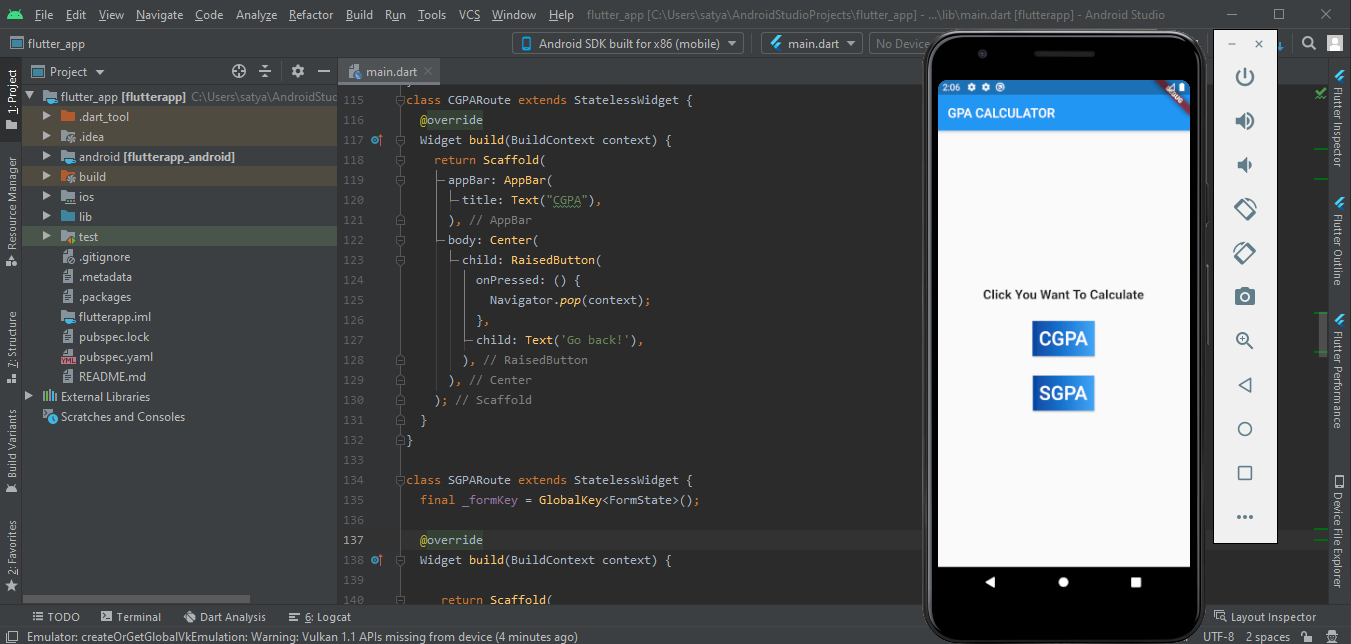 File Edit View Navigate Code Analyze Refactor Build Run Tools VCS Window Help flutter_app [C:\Users\satya\AndroidStudioProjects\flutter_app] - ...\lib\main.dart [flutterapp] - Android Studio
flutter_app
Android SDK built for x86 (mobile)
main.dart
No Device
1: Project
Resource Manager
7: Structure
Build Variants
2: Favorites
Project
flutter_app [flutterapp] C:\Users\satya\AndroidStuc
.dart_tool
.idea
android [flutterapp_android]
build
ios
lib
test
.gitignore
.metadata
.packages
flutterapp.iml
pubspec.lock
pubspec.yaml
README.md
External Libraries
Scratches and Consoles
main.dart
115 class CGPARoute extends StatelessWidget {
116 @override
117 Widget build(BuildContext context) {
118 return Scaffold(
119 appBar: AppBar(
120 title: Text("CGPA"),
121 ), // AppBar
122 body: Center(
123 child: RaisedButton(
124 onPressed: () {
125 Navigator.pop(context);
126 },
127 child: Text('Go back!'),
128 ), // RaisedButton
129 ), // Center
130 ); // Scaffold
131 }
132 }
133
134 class SGPARoute extends StatelessWidget {
135 final _formKey = GlobalKey<FormState>();
136
137 @override
138 Widget build(BuildContext context) {
139
140 return Scaffold(
2:06
DEBUG
GPA CALCULATOR
Click You Want To Calculate
CGPA
SGPA
Flutter Inspector
Flutter Outline
Flutter Performance
Device File Explorer
TODO Terminal Dart Analysis 6: Logcat
Layout Inspector
Emulator: createOrGetGlobalVkEmulation: Warning: Vulkan 1.1 APIs missing from device (4 minutes ago)
UTF-8 2 spaces